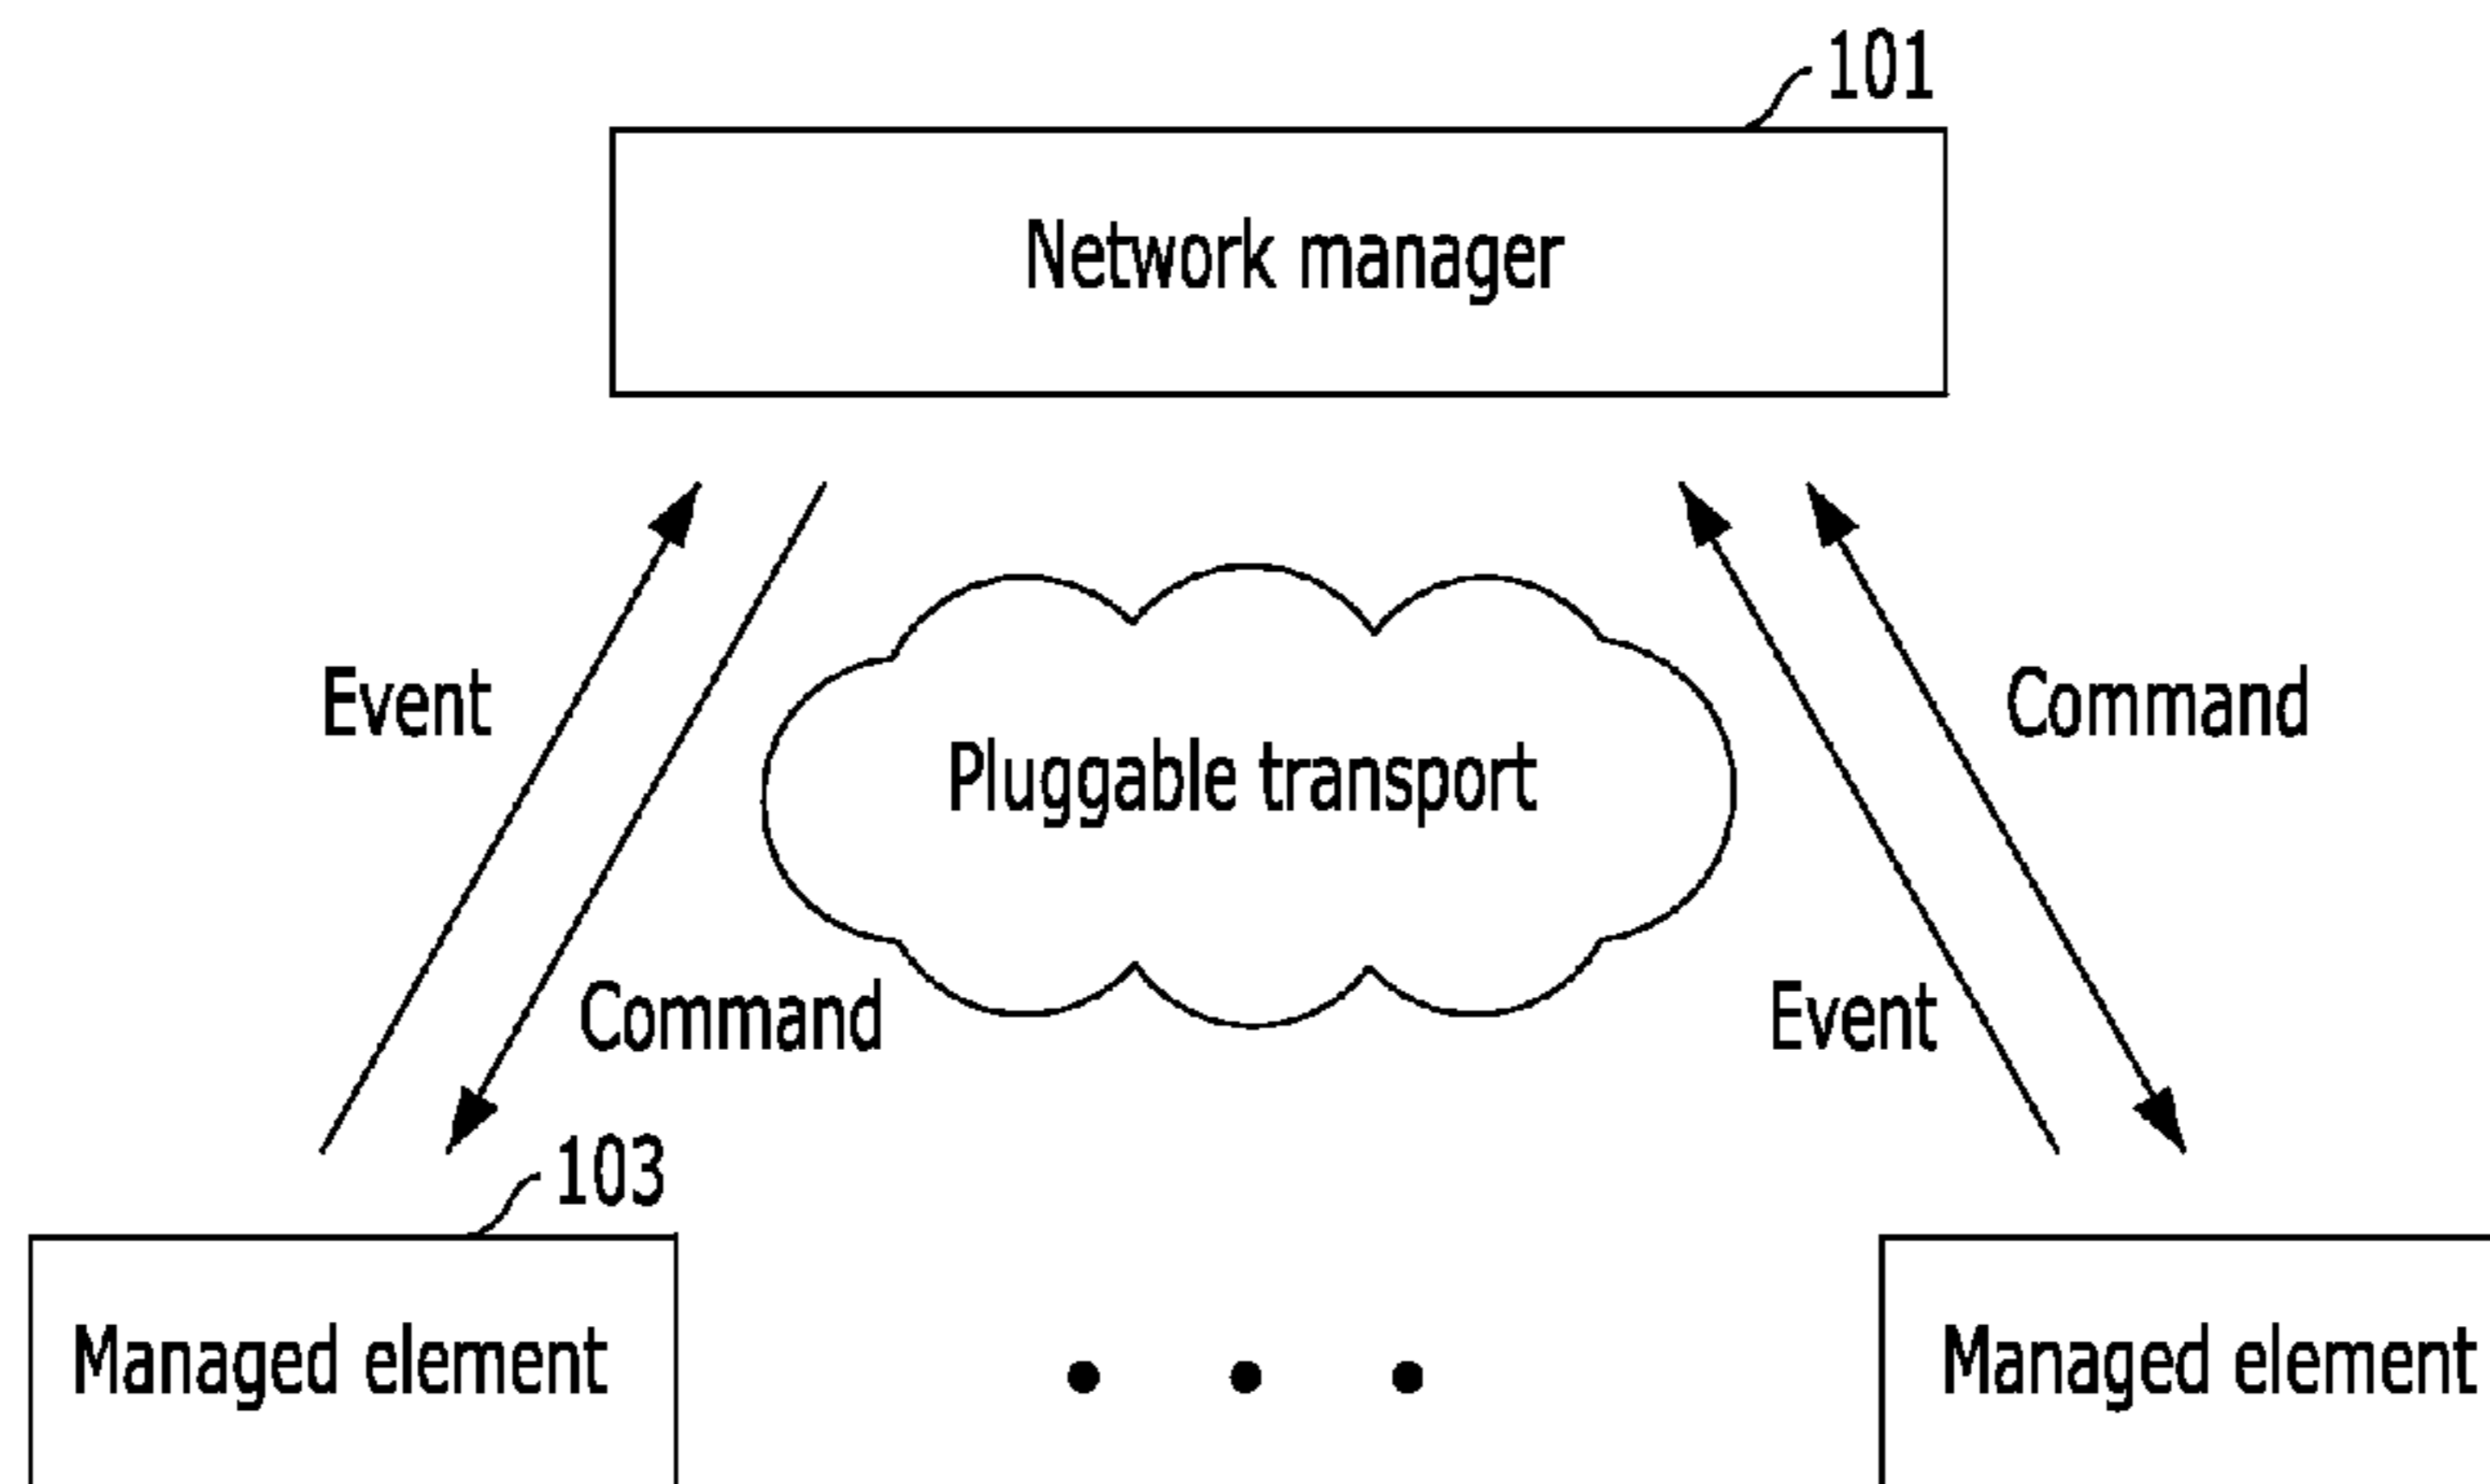 101
Network manager
Event
Command
Pluggable transport
Command
Event
103
Managed element
Managed element